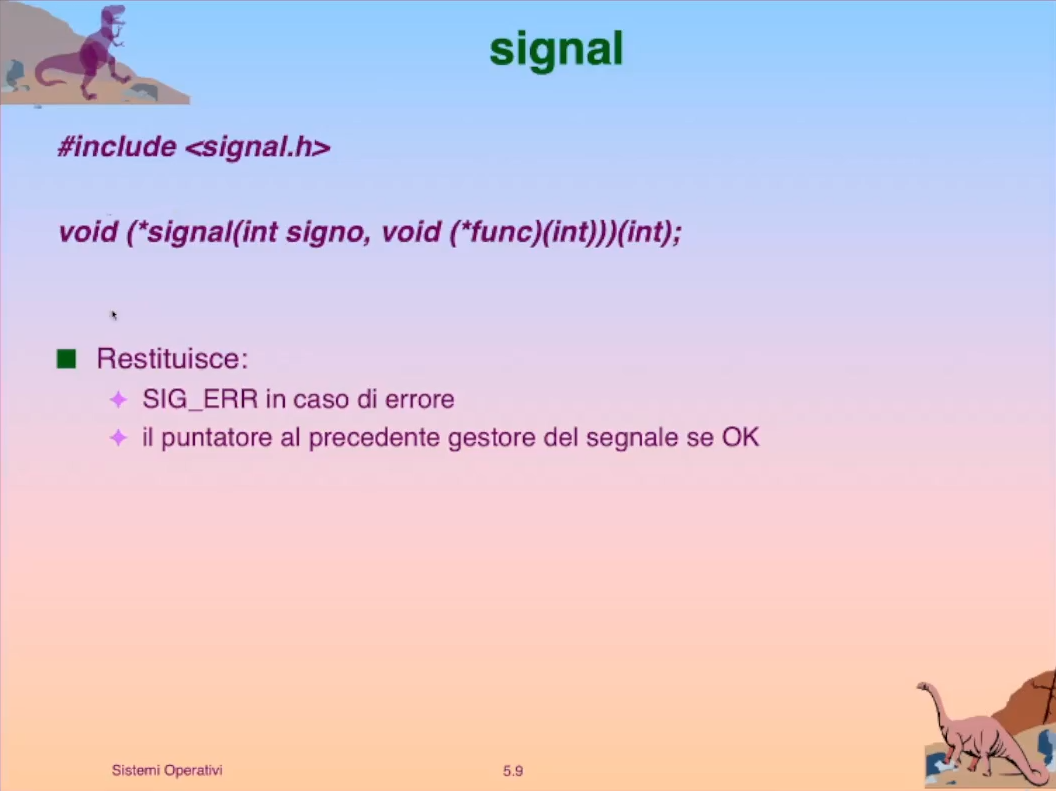 signal
#include <signal.h>
void (*signal(int signo, void (*func)(int)))(int);
Restituisce:
SIG_ERR in caso di errore
il puntatore al precedente gestore del segnale se OK
Sistemi Operativi
5.9